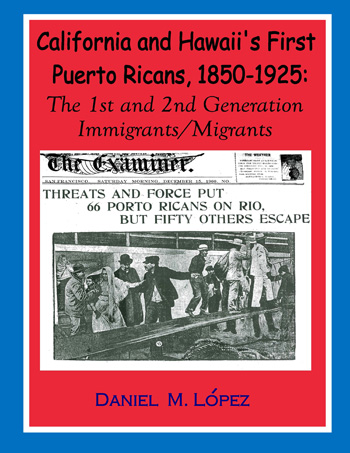 California and Hawaii's First
Puerto Ricans, 1850-1925:
The 1st and 2nd Generation
Immigrants/Migrants
The Examiner.
THE WEATHER
SAN FRANCISCO, SATURDAY MORNING, DECEMBER 15, 1900. NO.
THREATS AND FORCE PUT
66 PORTO RICANS ON RIO,
BUT FIFTY OTHERS ESCAPE
DANIEL M. LÓPEZ